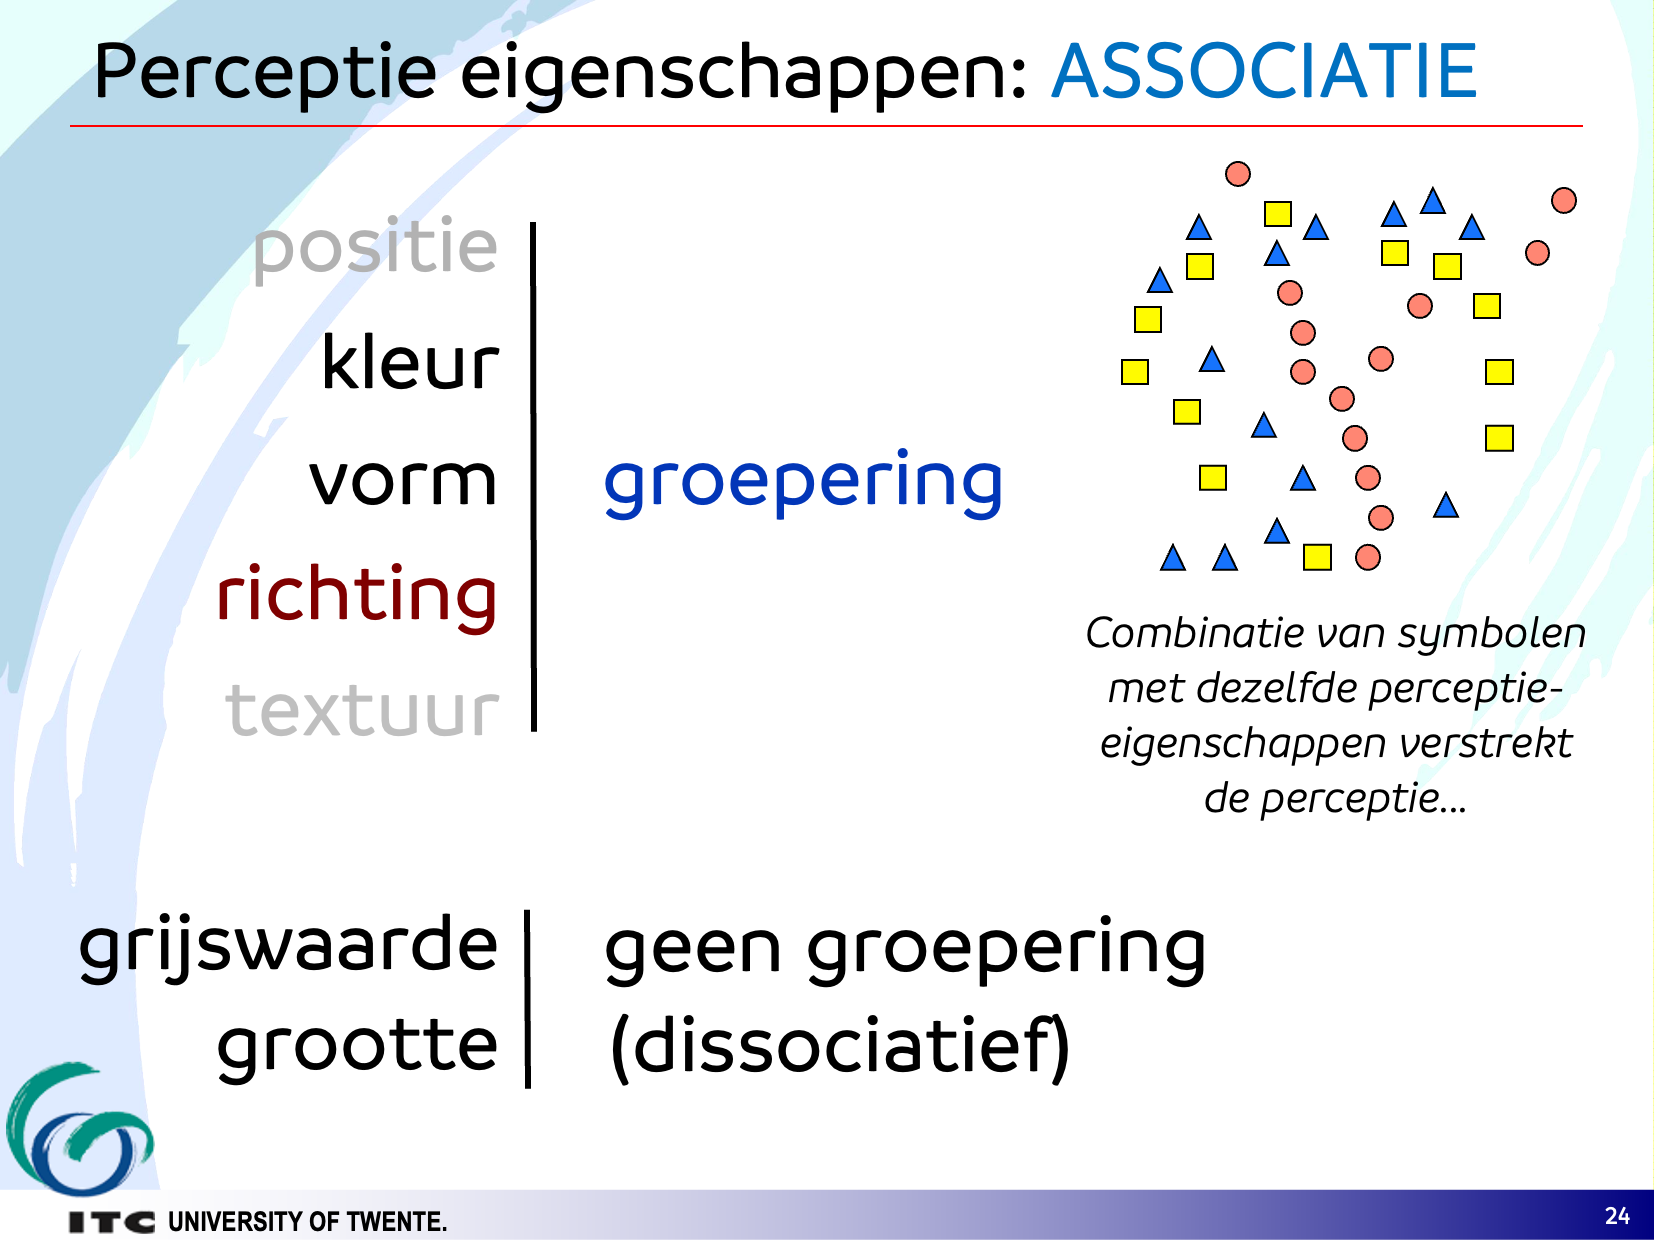 Perceptie eigenschappen: ASSOCIATIE
positie
kleur
vorm
richting
textuur
groepering
Combinatie van symbolen
met dezelfde perceptie-
eigenschappen verstrekt
de perceptie...
grijswaarde
grootte
geen groepering
(dissociatief)
ITC UNIVERSITY OF TWENTE.
24